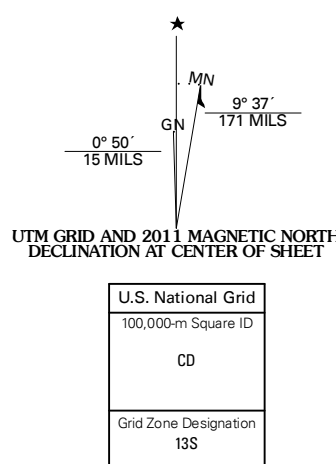 MN
GN
9° 37´
171 MILS
0° 50´
15 MILS
UTM GRID AND 2011 MAGNETIC NORTH
DECLINATION AT CENTER OF SHEET
U.S. National Grid
100,000-m Square ID
CD
Grid Zone Designation
13S